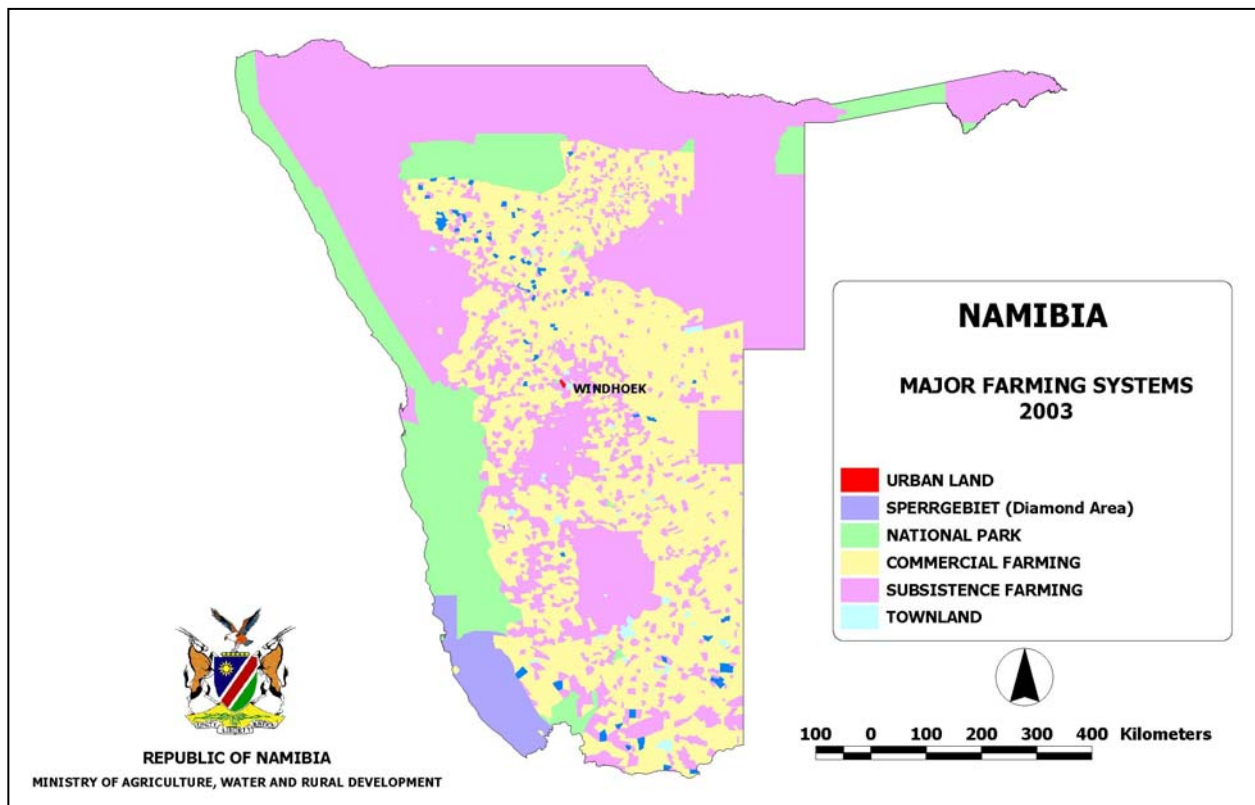 WINDHOEK
NAMIBIA
MAJOR FARMING SYSTEMS
2003
URBAN LAND
SPERRGEBIET (Diamond Area)
NATIONAL PARK
COMMERCIAL FARMING
SUBSISTENCE FARMING
TOWNLAND
100 0 100 200 300 400 Kilometers
REPUBLIC OF NAMIBIA
MINISTRY OF AGRICULTURE, WATER AND RURAL DEVELOPMENT